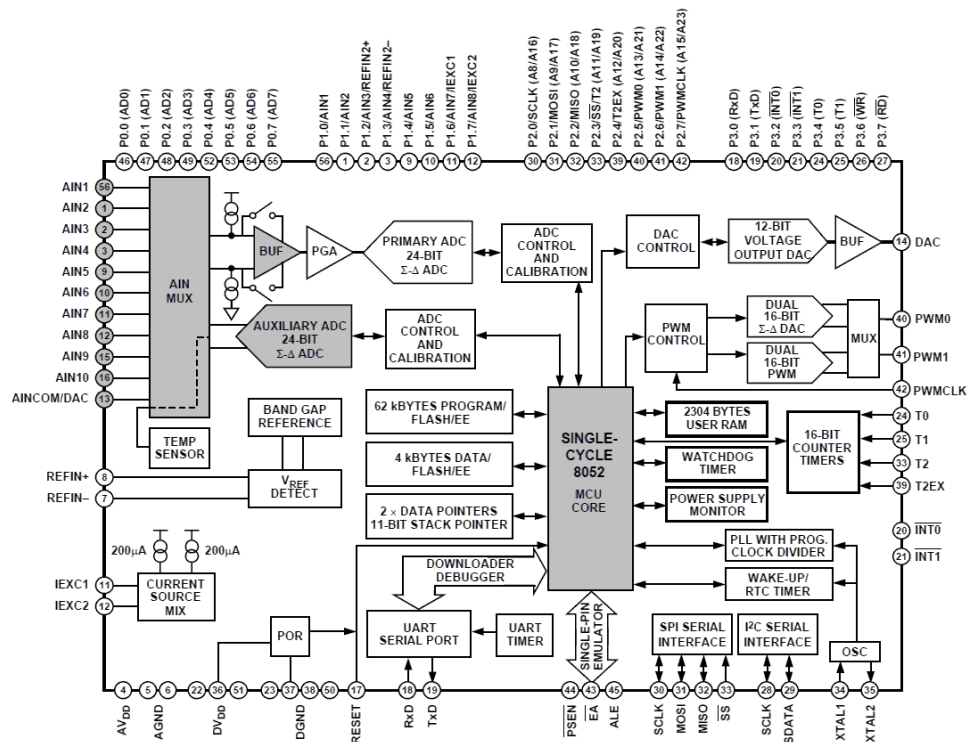 P0.0 (AD0)
P0.1 (AD1)
P0.2 (AD2)
P0.3 (AD3)
P0.4 (AD4)
P0.5 (AD5)
P0.6 (AD6)
P0.7 (AD7)
P1.0/AIN1
P1.1/AIN2
P1.2/AIN3/REFIN2+
P1.3/AIN4/REFIN2–
P1.4/AIN5
P1.5/AIN6
P1.6/AIN7/IEXC1
P1.7/AIN8/IEXC2
P2.0/SCLK (A8/A16)
P2.1/MOSI (A9/A17)
P2.2/MISO (A10/A18)
P2.3/SS/T2 (A11/A19)
P2.4/T2EX (A12/A20)
P2.5/PWM0 (A13/A21)
P2.6/PWM1 (A14/A22)
P2.7/PWMCLK (A15/A23)
P3.0 (RxD)
P3.1 (TxD)
P3.2 (INT0)
P3.3 (INT1)
P3.4 (T0)
P3.5 (T1)
P3.6 (WR)
P3.7 (RD)
46 47 48 49 52 53 54 55 56 1 2 3 9 10 11 12 30 31 32 33 39 40 41 42 18 19 20 21 24 25 26 27
AIN1 56
AIN2 1
AIN3 2
AIN4 3
AIN5 9
AIN6 10
AIN7 11
AIN8 12
AIN9 15
AIN10 16
AINCOM/DAC 13
AIN
MUX
BUF
PGA
PRIMARY ADC
24-BIT
Σ-Δ ADC
ADC
CONTROL
AND
CALIBRATION
DAC
CONTROL
12-BIT
VOLTAGE
OUTPUT DAC
BUF
14 DAC
AUXILIARY ADC
24-BIT
Σ-Δ ADC
ADC
CONTROL
AND
CALIBRATION
PWM
CONTROL
DUAL
16-BIT
Σ-Δ DAC
DUAL
16-BIT
PWM
MUX
40 PWM0
41 PWM1
42 PWMCLK
TEMP
SENSOR
BAND GAP
REFERENCE
VREF
DETECT
REFIN+ 8
REFIN– 7
62 kBYTES PROGRAM/
FLASH/EE
4 kBYTES DATA/
FLASH/EE
2 × DATA POINTERS
11-BIT STACK POINTER
SINGLE-
CYCLE
8052
MCU
CORE
2304 BYTES
USER RAM
WATCHDOG
TIMER
POWER SUPPLY
MONITOR
16-BIT
COUNTER
TIMERS
24 T0
25 T1
33 T2
39 T2EX
20 INT0
21 INT1
PLL WITH PROG.
CLOCK DIVIDER
WAKE-UP/
RTC TIMER
200µA 200µA
IEXC1 11
IEXC2 12
CURRENT
SOURCE
MIX
DOWNLOADER
DEBUGGER
POR
UART
SERIAL PORT
UART
TIMER
SINGLE-PIN
EMULATOR
SPI SERIAL
INTERFACE
I2C SERIAL
INTERFACE
OSC
4 5 6 22 36 51 23 37 38 50 17 18 19 44 43 45 30 31 32 33 28 29 34 35
AVDD
AGND
DVDD
DGND
RESET
RxD
TxD
PSEN
EA
ALE
SCLK
MOSI
MISO
SS
SCLK
SDATA
XTAL1
XTAL2